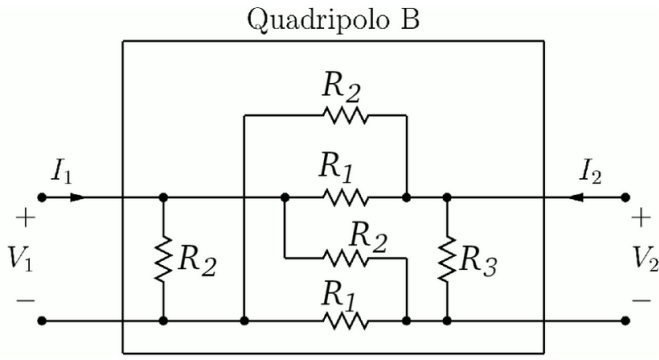 Quadripolo B
R2
I1 R1 I2
+ R2 +
V1 R2 R3 V2
− R1 −